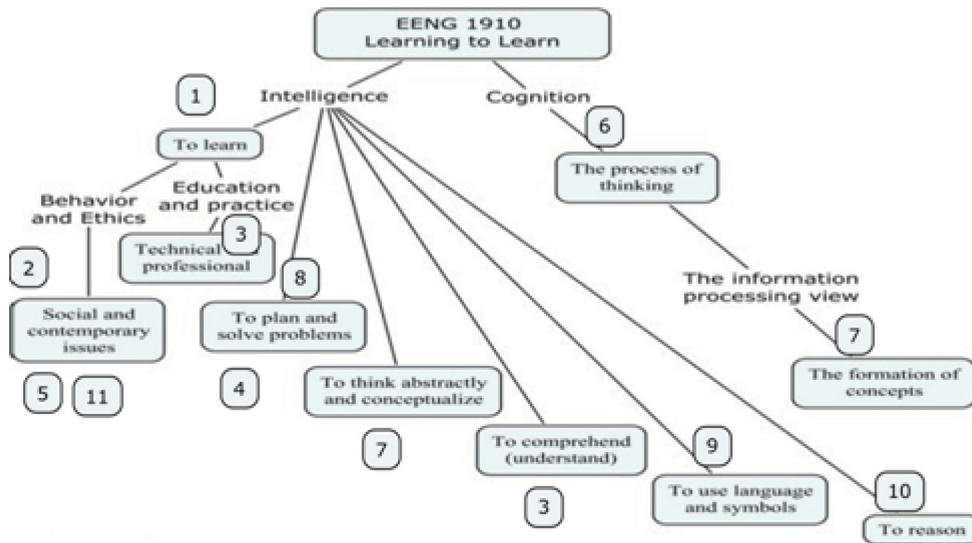 EENG 1910
Learning to Learn
1
Intelligence
Cognition
6
To learn
The process of
thinking
Behavior
and Ethics
Education
and practice
3
Technical
professional
2
8
The information
processing view
Social and
contemporary
issues
To plan and
solve problems
7
5
11
4
To think abstractly
and conceptualize
The formation of
concepts
7
To comprehend
(understand)
9
3
To use language
and symbols
10
To reason